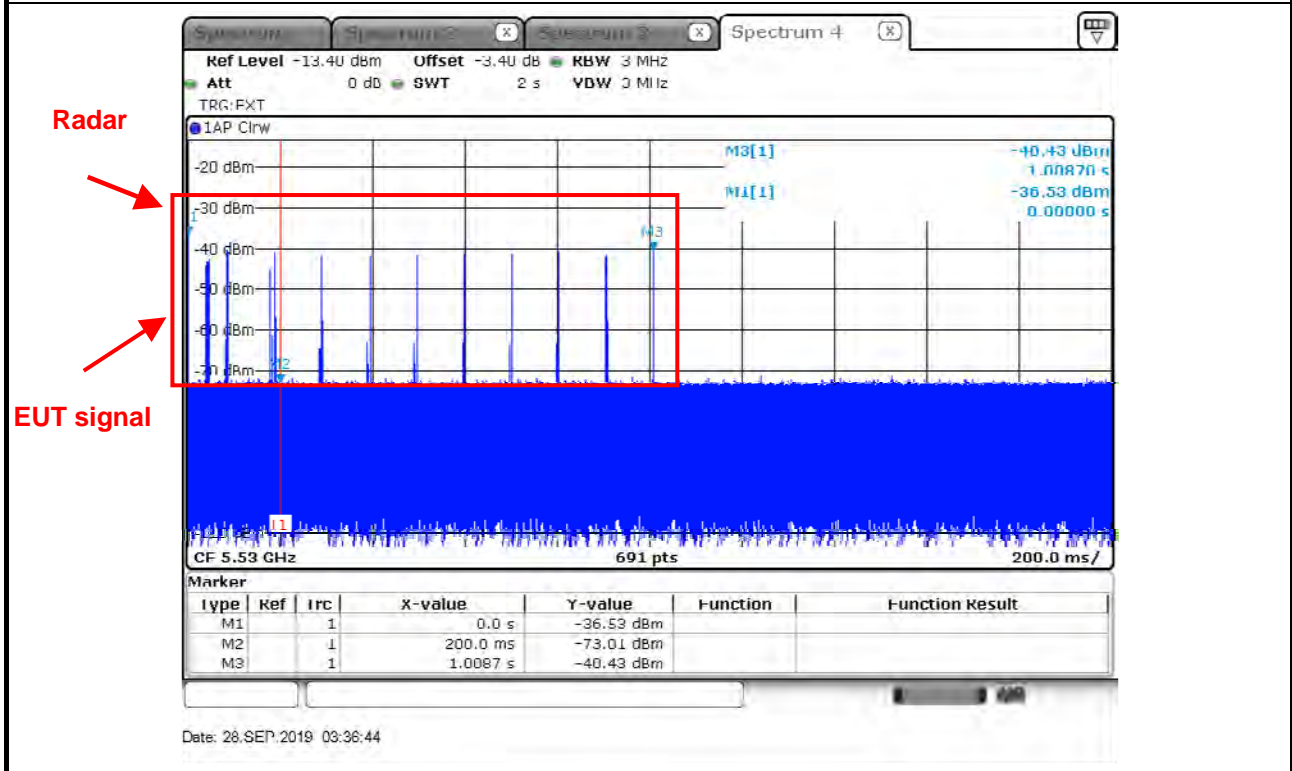 Spectrum 4
Ref Level -13.40 dBm Offset -3.40 dB RBW 3 MHz
Att 0 dB SWT 2 s VBW 3 MHz
TRG:EXT
1AP Clrw
Radar
EUT signal
M3[1] -40.43 dBm
1.00870 s
M1[1] -36.53 dBm
0.00000 s
-20 dBm
-30 dBm
M3
-40 dBm
-50 dBm
-60 dBm
-70 dBm
M2
CF 5.53 GHz 691 pts 200.0 ms/
Marker
Type Ref Trc X-value Y-value Function Function Result
M1 1 0.0 s -36.53 dBm
M2 1 200.0 ms -73.01 dBm
M3 1 1.0087 s -40.43 dBm
Date: 28.SEP.2019 03:36:44